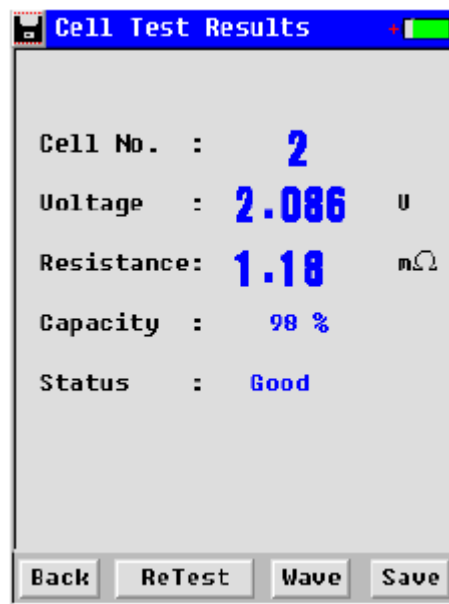 Cell Test Results
Cell No. : 2
Voltage : 2.086 V
Resistance: 1.18 mΩ
Capacity : 98 %
Status : Good
Back ReTest Wave Save